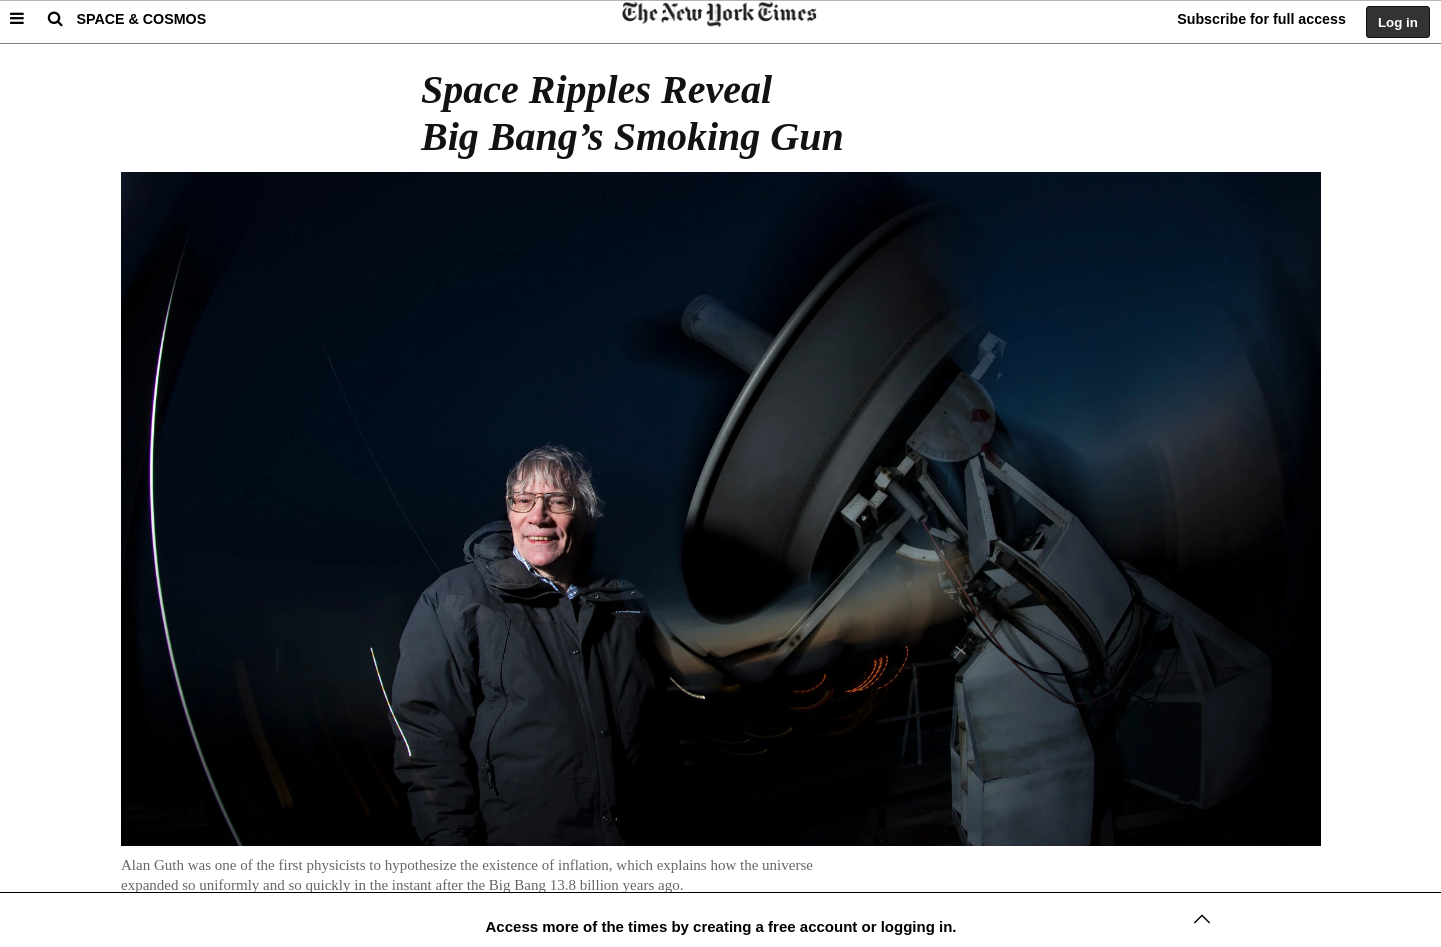 SPACE & COSMOS
The New York Times
Subscribe for full access
Log in
Space Ripples Reveal
Big Bang’s Smoking Gun
Alan Guth was one of the first physicists to hypothesize the existence of inflation, which explains how the universe
expanded so uniformly and so quickly in the instant after the Big Bang 13.8 billion years ago.
Access more of the times by creating a free account or logging in.